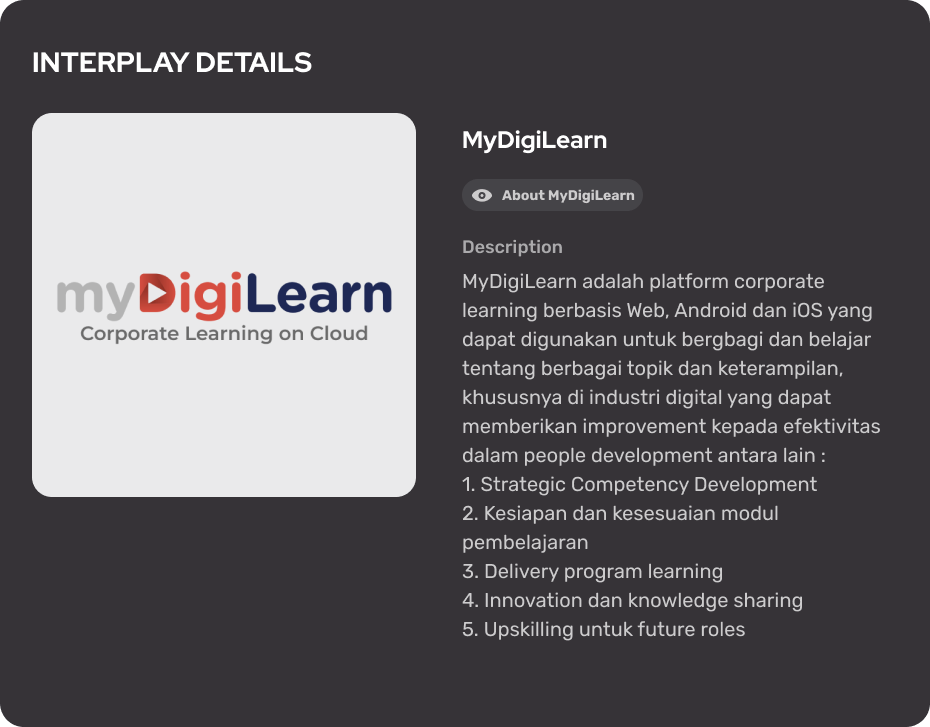 INTERPLAY DETAILS
myDigiLearn
Corporate Learning on Cloud
MyDigiLearn
About MyDigiLearn
Description
MyDigiLearn adalah platform corporate
learning berbasis Web, Android dan iOS yang
dapat digunakan untuk bergbagi dan belajar
tentang berbagai topik dan keterampilan,
khususnya di industri digital yang dapat
memberikan improvement kepada efektivitas
dalam people development antara lain :
1. Strategic Competency Development
2. Kesiapan dan kesesuaian modul
pembelajaran
3. Delivery program learning
4. Innovation dan knowledge sharing
5. Upskilling untuk future roles